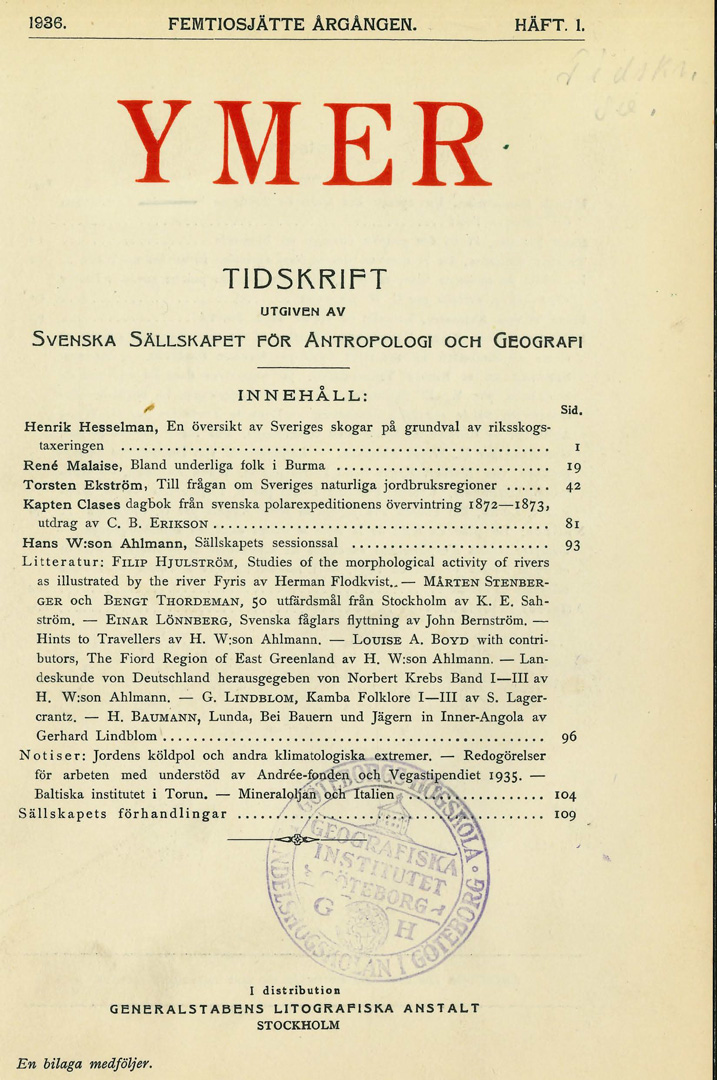 1936. FEMTIOSJÄTTE ÅRGÅNGEN. HÄFT. 1.
Tidskr.
YMER
TIDSKRIFT
UTGIVEN AV
SVENSKA SÄLLSKAPET FÖR ANTROPOLOGI OCH GEOGRAFI
INNEHÅLL:
Sid.
Henrik Hesselman, En översikt av Sveriges skogar på grundval av riksskogs-
taxeringen .................................................... 1
René Malaise, Bland underliga folk i Burma ............................ 19
Torsten Ekström, Till frågan om Sveriges naturliga jordbruksregioner ...... 42
Kapten Clases dagbok från svenska polarexpeditionens övervintring 1872—1873,
utdrag av C. B. ERIKSON ........................................... 81
Hans W:son Ahlmann, Sällskapets sessionssal .......................... 93
Litteratur: FILIP HJULSTRÖM, Studies of the morphological activity of rivers
as illustrated by the river Fyris av Herman Flodkvist.. — MÅRTEN STENBER-
GER och BENGT THORDEMAN, 50 utfärdsmål från Stockholm av K. E. Sah-
ström. — EINAR LÖNNBERG, Svenska fåglars flyttning av John Bernström. —
Hints to Travellers av H. W:son Ahlmann. — LOUISE A. BOYD with contri-
butors, The Fiord Region of East Greenland av H. W:son Ahlmann. — Lan-
deskunde von Deutschland herausgegeben von Norbert Krebs Band I—III av
H. W:son Ahlmann. — G. LINDBLOM, Kamba Folklore I—III av S. Lager-
crantz. — H. BAUMANN, Lunda, Bei Bauern und Jägern in Inner-Angola av
Gerhard Lindblom ................................................ 96
Notiser: Jordens köldpol och andra klimatologiska extremer. — Redogörelser
för arbeten med understöd av Andrée-fonden och Vegastipendiet 1935. —
Baltiska institutet i Torun. — Mineraloljan och Italien .................. 104
Sällskapets förhandlingar ...................................... 109
GÖTEBORGS HÖGSKOLA
HANDELSHÖGSKOLAN I GÖTEBORG
GEOGRAFISKA
INSTITUTET
GÖTEBORG
G H
I distribution
GENERALSTABENS LITOGRAFISKA ANSTALT
STOCKHOLM
En bilaga medföljer.